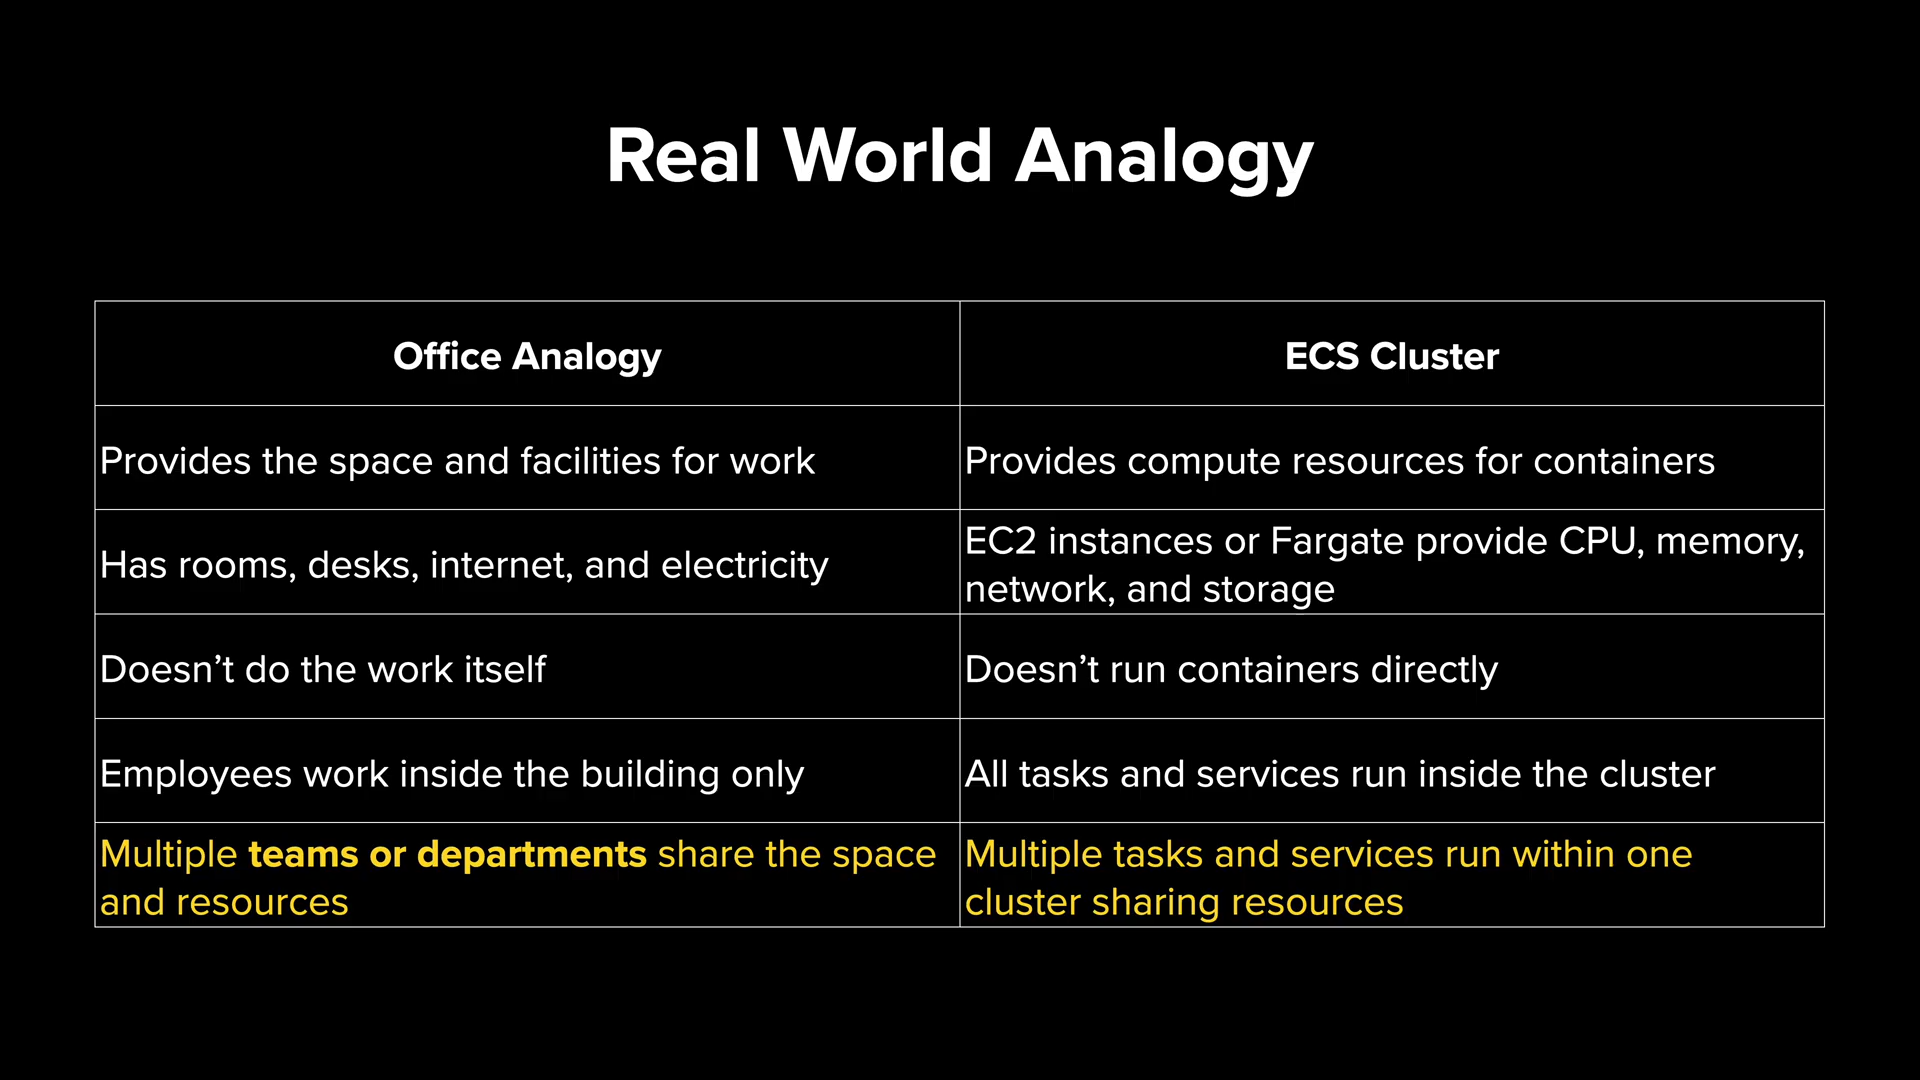 Real World Analogy
Office Analogy
ECS Cluster
Provides the space and facilities for work
Provides compute resources for containers
Has rooms, desks, internet, and electricity
EC2 instances or Fargate provide CPU, memory,
network, and storage
Doesn’t do the work itself
Doesn’t run containers directly
Employees work inside the building only
All tasks and services run inside the cluster
Multiple teams or departments share the space
and resources
Multiple tasks and services run within one
cluster sharing resources